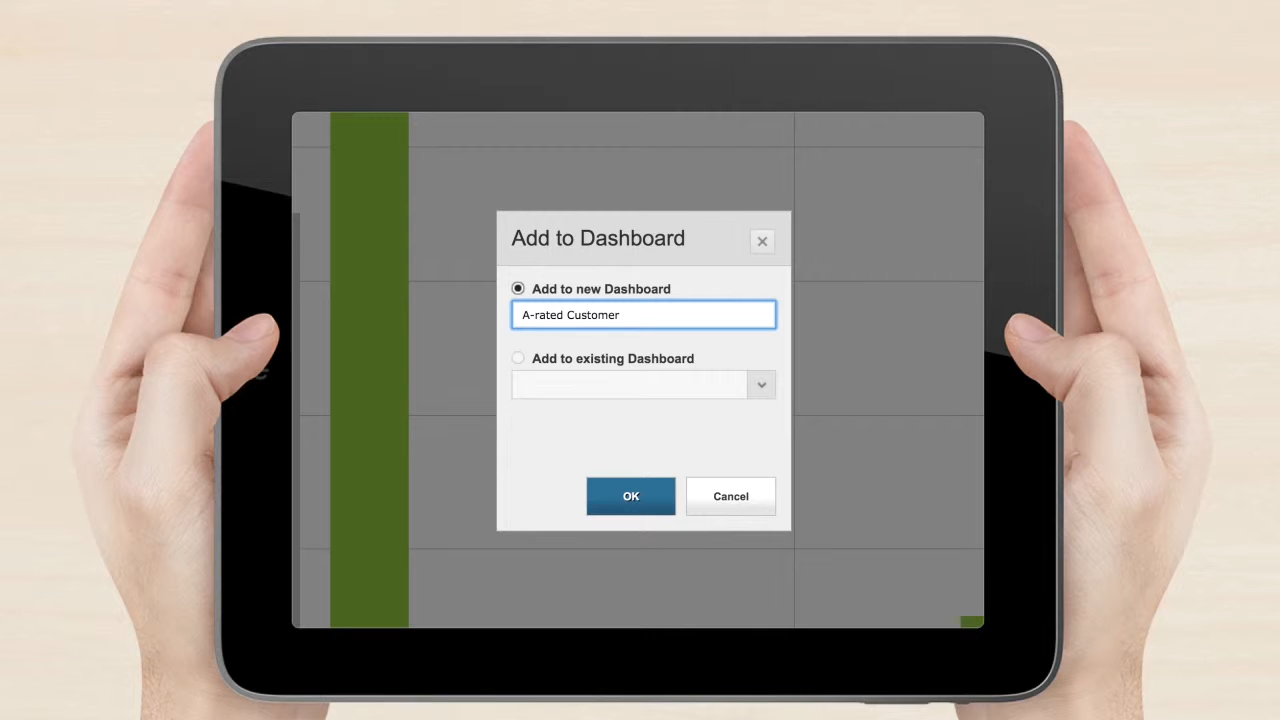 Add to Dashboard
Add to new Dashboard
A-rated Customer
Add to existing Dashboard
OK
Cancel